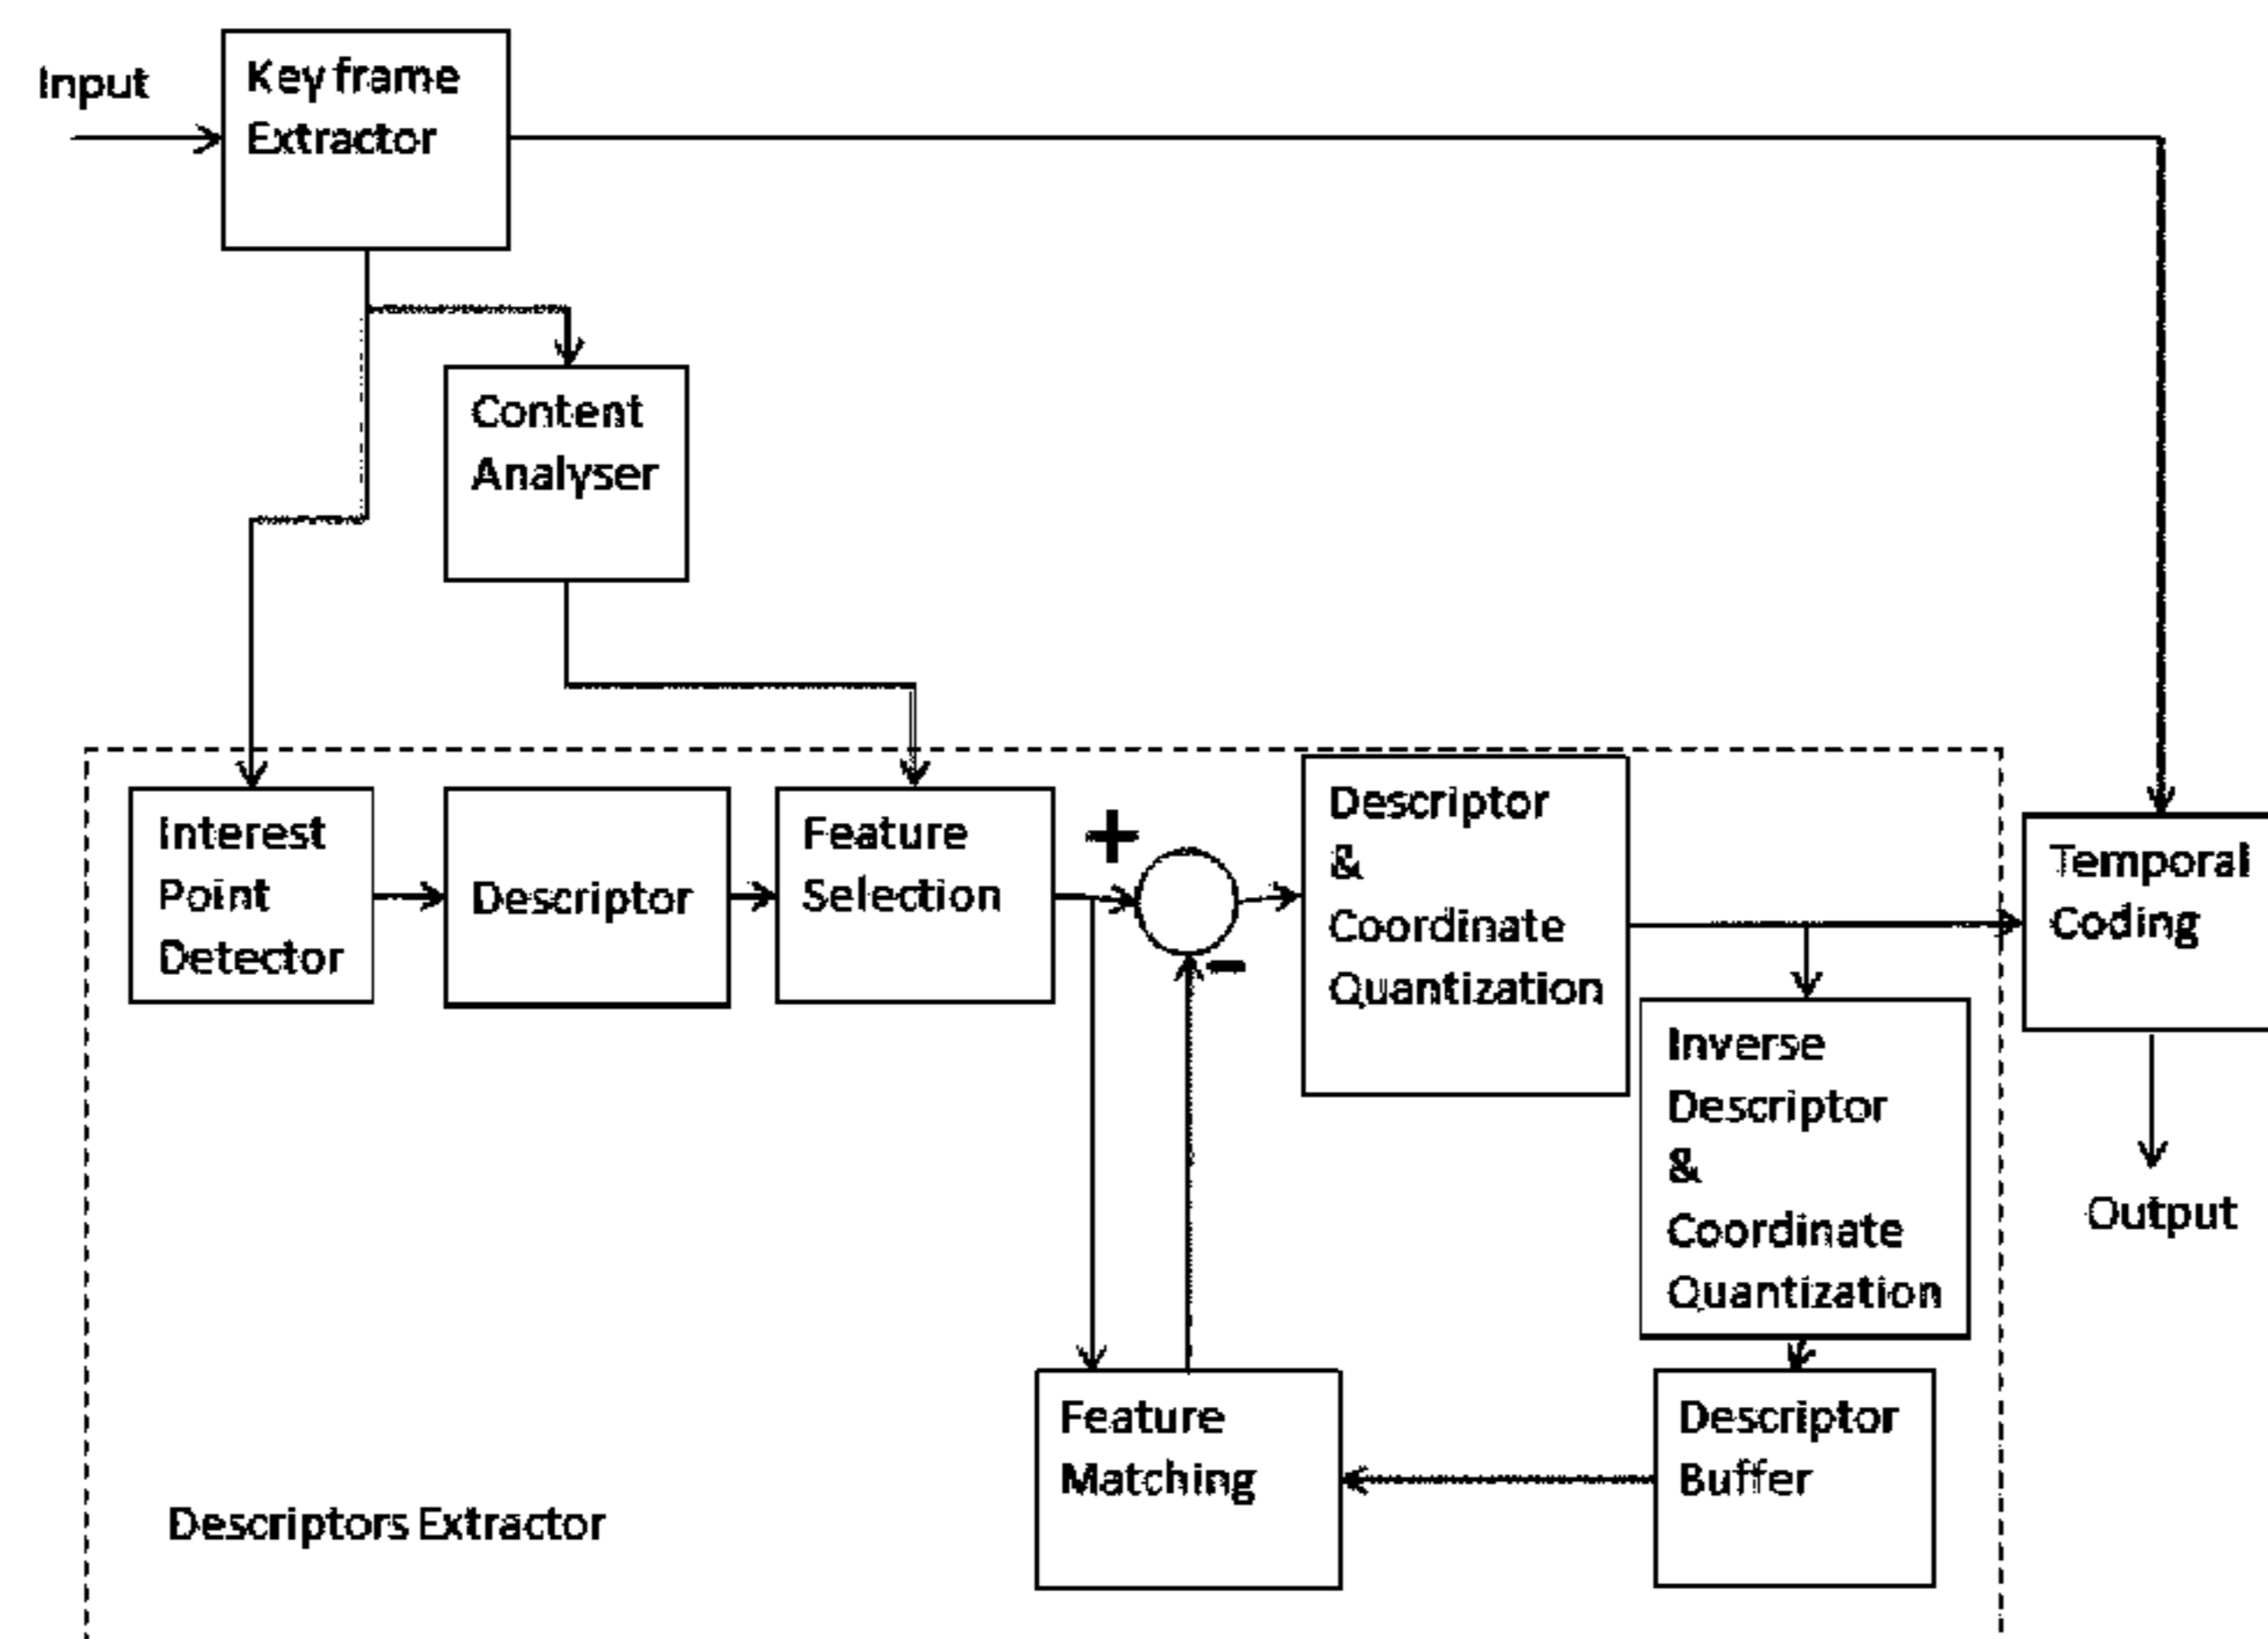 Input
Key frame
Extractor
Content
Analyser
Interest
Point
Detector
Descriptor
Feature
Selection
+
-
Descriptor
&
Coordinate
Quantization
Temporal
Coding
Inverse
Descriptor
&
Coordinate
Quantization
Output
Feature
Matching
Descriptor
Buffer
Descriptors Extractor